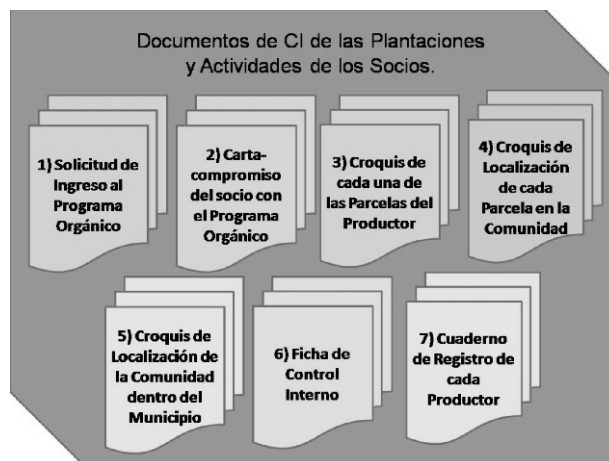 Documentos de CI de las Plantaciones
y Actividades de los Socios.
1) Solicitud de
Ingreso al
Programa
Orgánico
2) Carta-
compromiso
del socio con
el Programa
Orgánico
3) Croquis de
cada una de
las Parcelas del
Productor
4) Croquis de
Localización
de cada
Parcela en la
Comunidad
5) Croquis de
Localización de
la Comunidad
dentro del
Municipio
6) Ficha de
Control
Interno
7) Cuaderno
de Registro de
cada
Productor